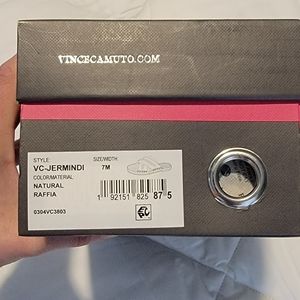 VINCECAMUTO.COM
STYLE: SIZE/WIDTH:
VC-JERMINDI 7M
COLOR/MATERIAL
NATURAL
RAFFIA
1 92151 825 87 5
0304VC3803